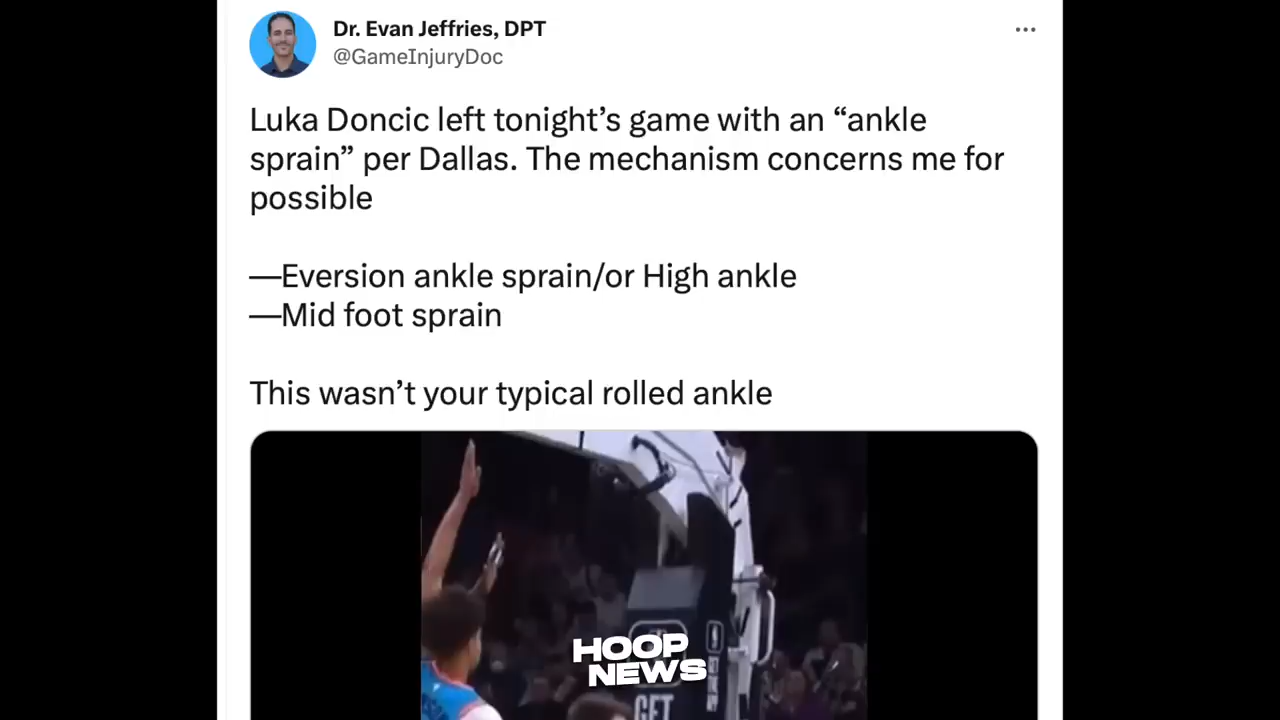 Dr. Evan Jeffries, DPT
@GameInjuryDoc
Luka Doncic left tonight’s game with an “ankle
sprain” per Dallas. The mechanism concerns me for
possible
—Eversion ankle sprain/or High ankle
—Mid foot sprain
This wasn’t your typical rolled ankle
HOOP
NEWS
GET